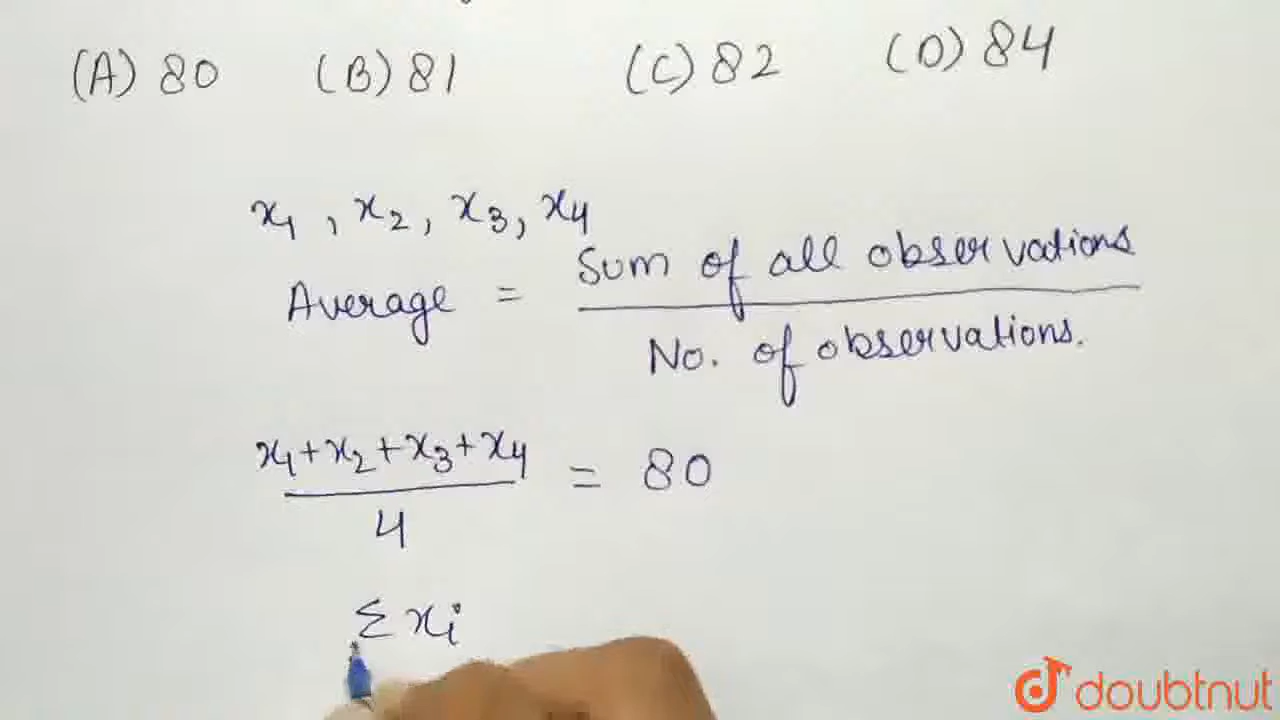 (A) 80 (B) 81 (C) 82 (D) 84
x1 , x2, x3, x4
Average = Sum of all observations
No. of observations.
x1+x2+x3+x4 = 80
4
Σxi
doubtnut